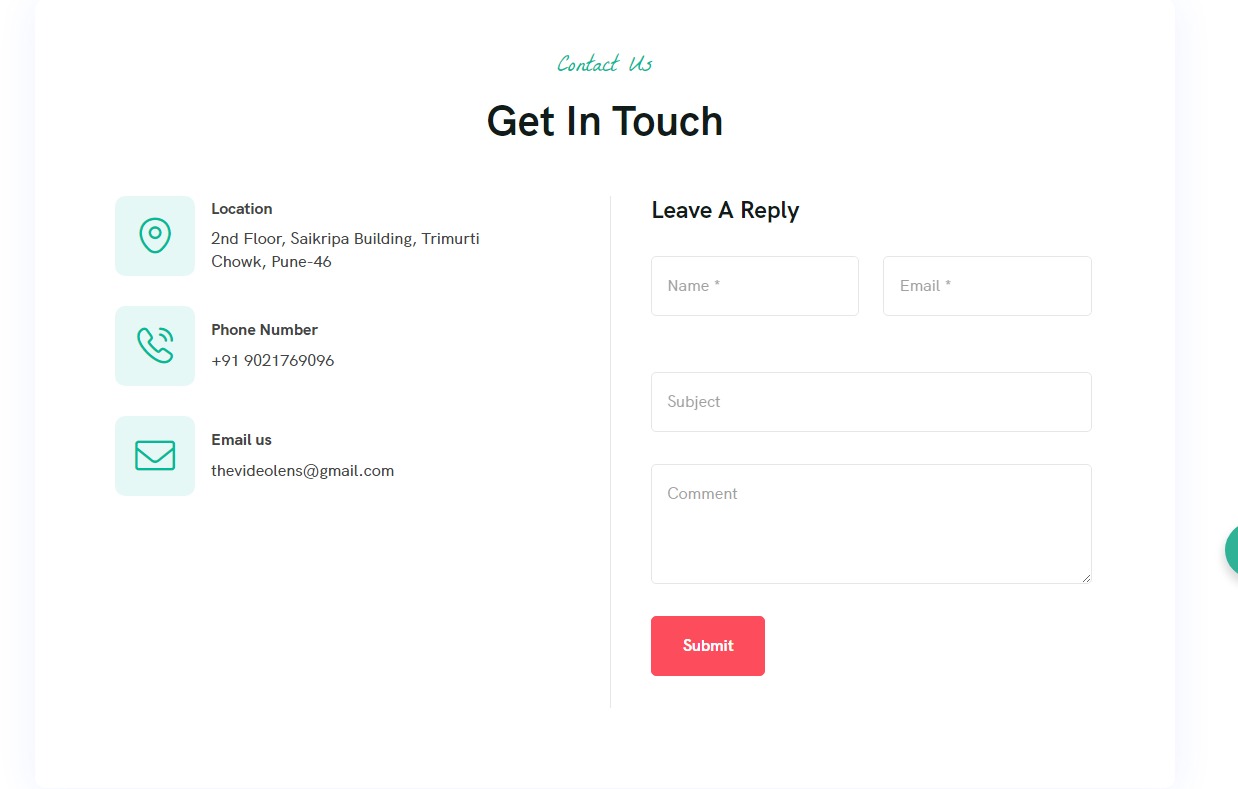 Contact Us
Get In Touch
Location
2nd Floor, Saikripa Building, Trimurti
Chowk, Pune-46
Phone Number
+91 9021769096
Email us
thevideolens@gmail.com
Leave A Reply
Name *
Email *
Subject
Comment
Submit